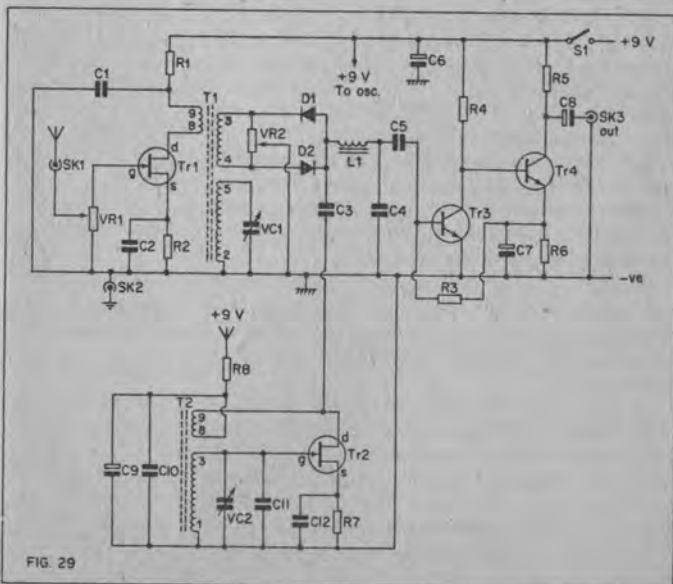 R1
C1
9
8
T1
3
4
5
2
d
g
s
Tr1
SK1
VR1
C2
R2
SK2
D1
D2
VR2
VC1
+9 V
To osc.
C6
L1
C5
C3
C4
R4
Tr3
R3
S1
+9 V
R5
C8
SK3
out
Tr4
C7
R6
-ve
+9 V
R8
T2
9
8
3
1
C9
C10
VC2
C11
C12
d
g
s
Tr2
R7
FIG. 29